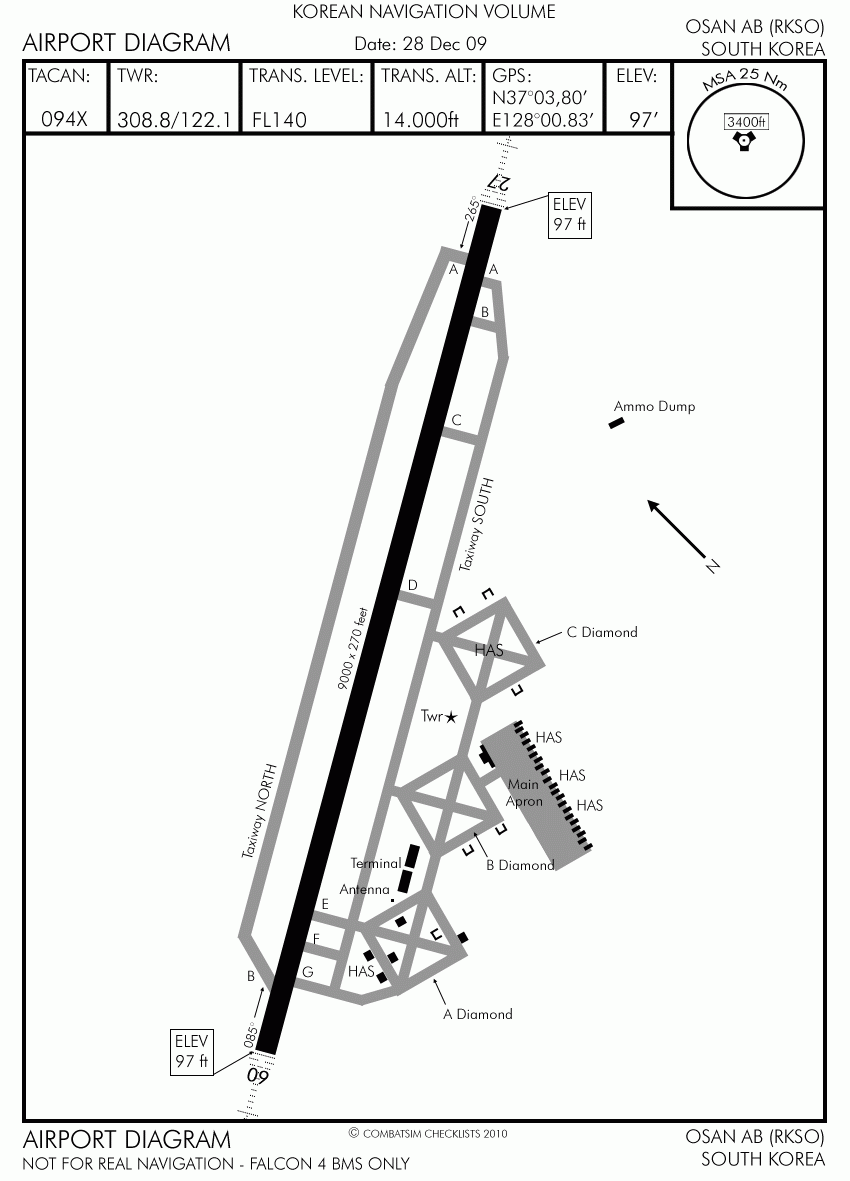 KOREAN NAVIGATION VOLUME
AIRPORT DIAGRAM
Date: 28 Dec 09
OSAN AB (RKSO)
SOUTH KOREA
TACAN:
094X
TWR:
308.8/122.1
TRANS. LEVEL:
FL140
TRANS. ALT:
14.000ft
GPS:
N37°03,80'
E128°00.83'
ELEV:
97'
MSA 25 Nm
3400ft
27
265°
ELEV
97 ft
A
A
B
C
Ammo Dump
Taxiway SOUTH
N
D
9000 x 270 feet
C Diamond
HAS
Twr
HAS
HAS
HAS
Main
Apron
Taxiway NORTH
B Diamond
Terminal
Antenna
E
F
G
HAS
B
A Diamond
085°
ELEV
97 ft
09
AIRPORT DIAGRAM
NOT FOR REAL NAVIGATION - FALCON 4 BMS ONLY
© COMBATSIM CHECKLISTS 2010
OSAN AB (RKSO)
SOUTH KOREA